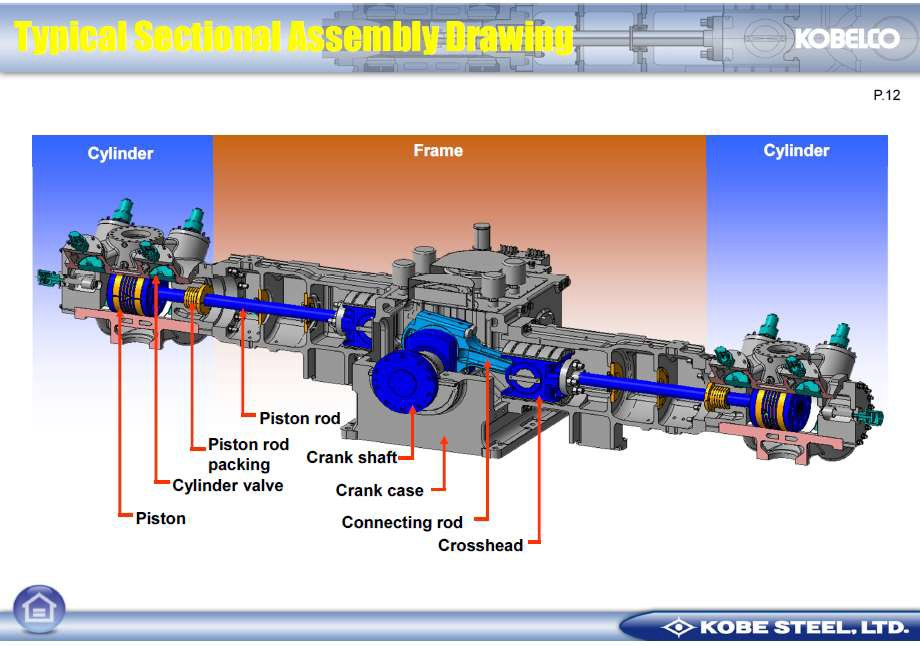 Typical Sectional Assembly Drawing
KOBELCO
P.12
Cylinder
Frame
Cylinder
Piston rod
Piston rod
packing
Crank shaft
Cylinder valve
Crank case
Piston
Connecting rod
Crosshead
KOBE STEEL, LTD.